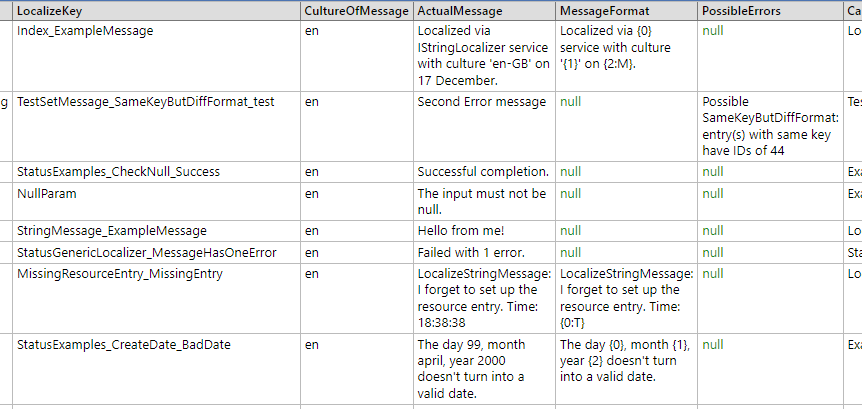 LocalizeKey CultureOfMessage ActualMessage MessageFormat PossibleErrors Ca
Index_ExampleMessage en Localized via Localized via {0} null Lo
IStringLocalizer service service with culture
with culture 'en-GB' on '{1}' on {2:M}.
17 December.
g TestSetMessage_SameKeyButDiffFormat_test en Second Error message null Possible Tes
SameKeyButDiffFormat:
entry(s) with same key
have IDs of 44
StatusExamples_CheckNull_Success en Successful completion. null null Exa
NullParam en The input must not be null null Exa
null.
StringMessage_ExampleMessage en Hello from me! null null Lo
StatusGenericLocalizer_MessageHasOneError en Failed with 1 error. null null Sta
MissingResourceEntry_MissingEntry en LocalizeStringMessage: LocalizeStringMessage: null Lo
I forget to set up the I forget to set up the
resource entry. Time: resource entry. Time:
18:38:38 {0:T}
StatusExamples_CreateDate_BadDate en The day 99, month The day {0}, month {1}, null Exa
april, year 2000 year {2} doesn't turn
doesn't turn into a into a valid date.
valid date.